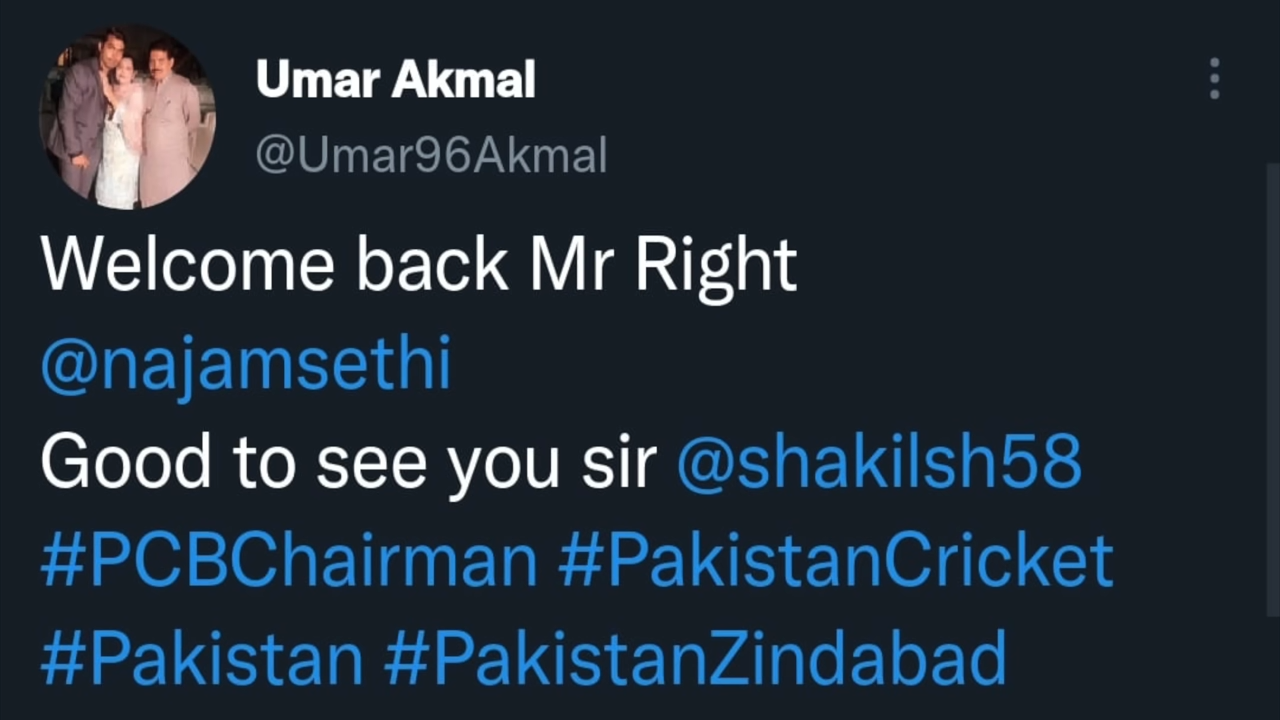 Umar Akmal
@Umar96Akmal
Welcome back Mr Right
@najamsethi
Good to see you sir @shakilsh58
#PCBChairman #PakistanCricket
#Pakistan #PakistanZindabad